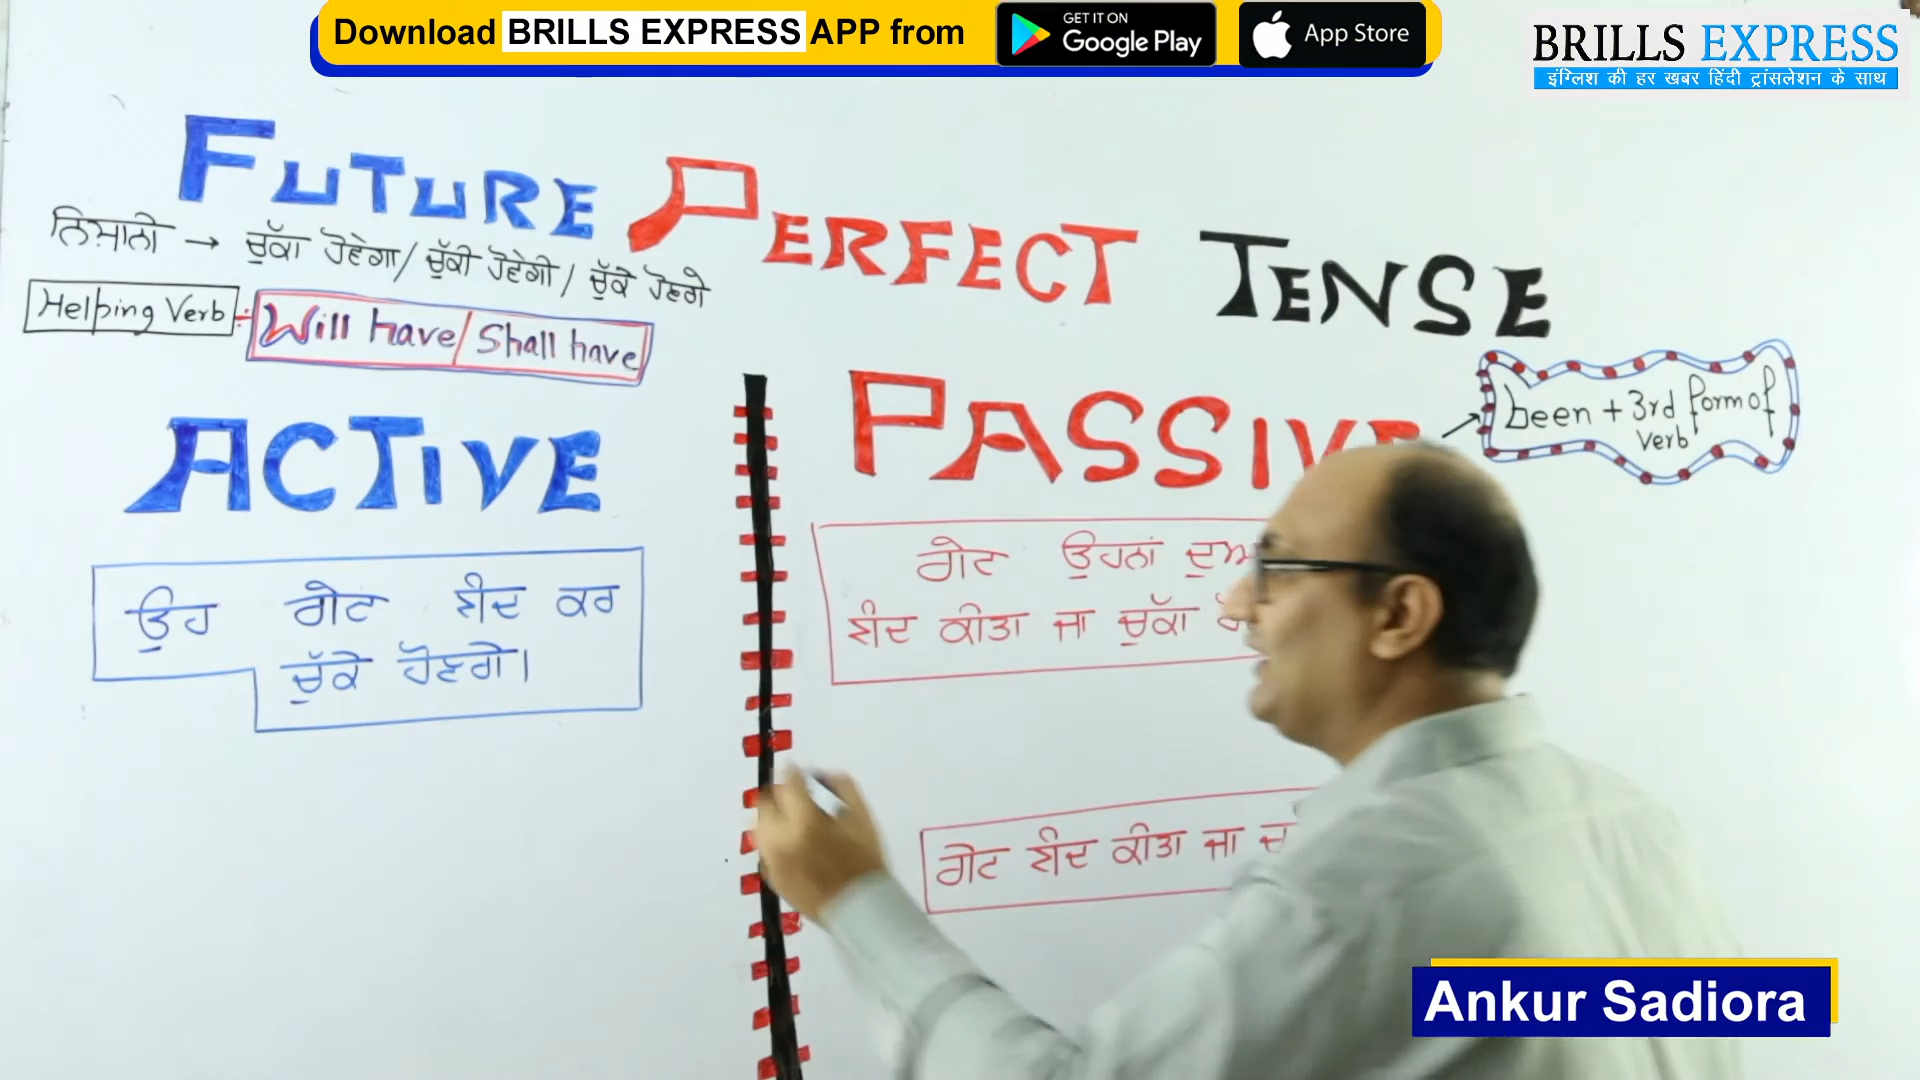 Download BRILLS EXPRESS APP from
GET IT ON
Google Play
App Store
BRILLS EXPRESS
इंग्लिश की हर खबर हिंदी ट्रांसलेशन के साथ
FUTURE PERFECT TENSE
ਨਿਸ਼ਾਨੀ → ਚੁੱਕਾ ਹੋਵੇਗਾ/ ਚੁੱਕੀ ਹੋਵੇਗੀ/ ਚੁੱਕੇ ਹੋਣਗੇ
Helping Verb : Will have/ Shall have
ACTIVE
ਉਹ ਗੇਟ ਬੰਦ ਕਰ
ਚੁੱਕੇ ਹੋਣਗੇ।
PASSIVE → been + 3rd form of
verb
ਗੇਟ ਉਹਨਾਂ
ਬੰਦ ਕੀਤਾ ਜਾ ਚੁੱਕਾ
ਗੇਟ ਬੰਦ ਕੀਤਾ ਜਾ
Ankur Sadiora